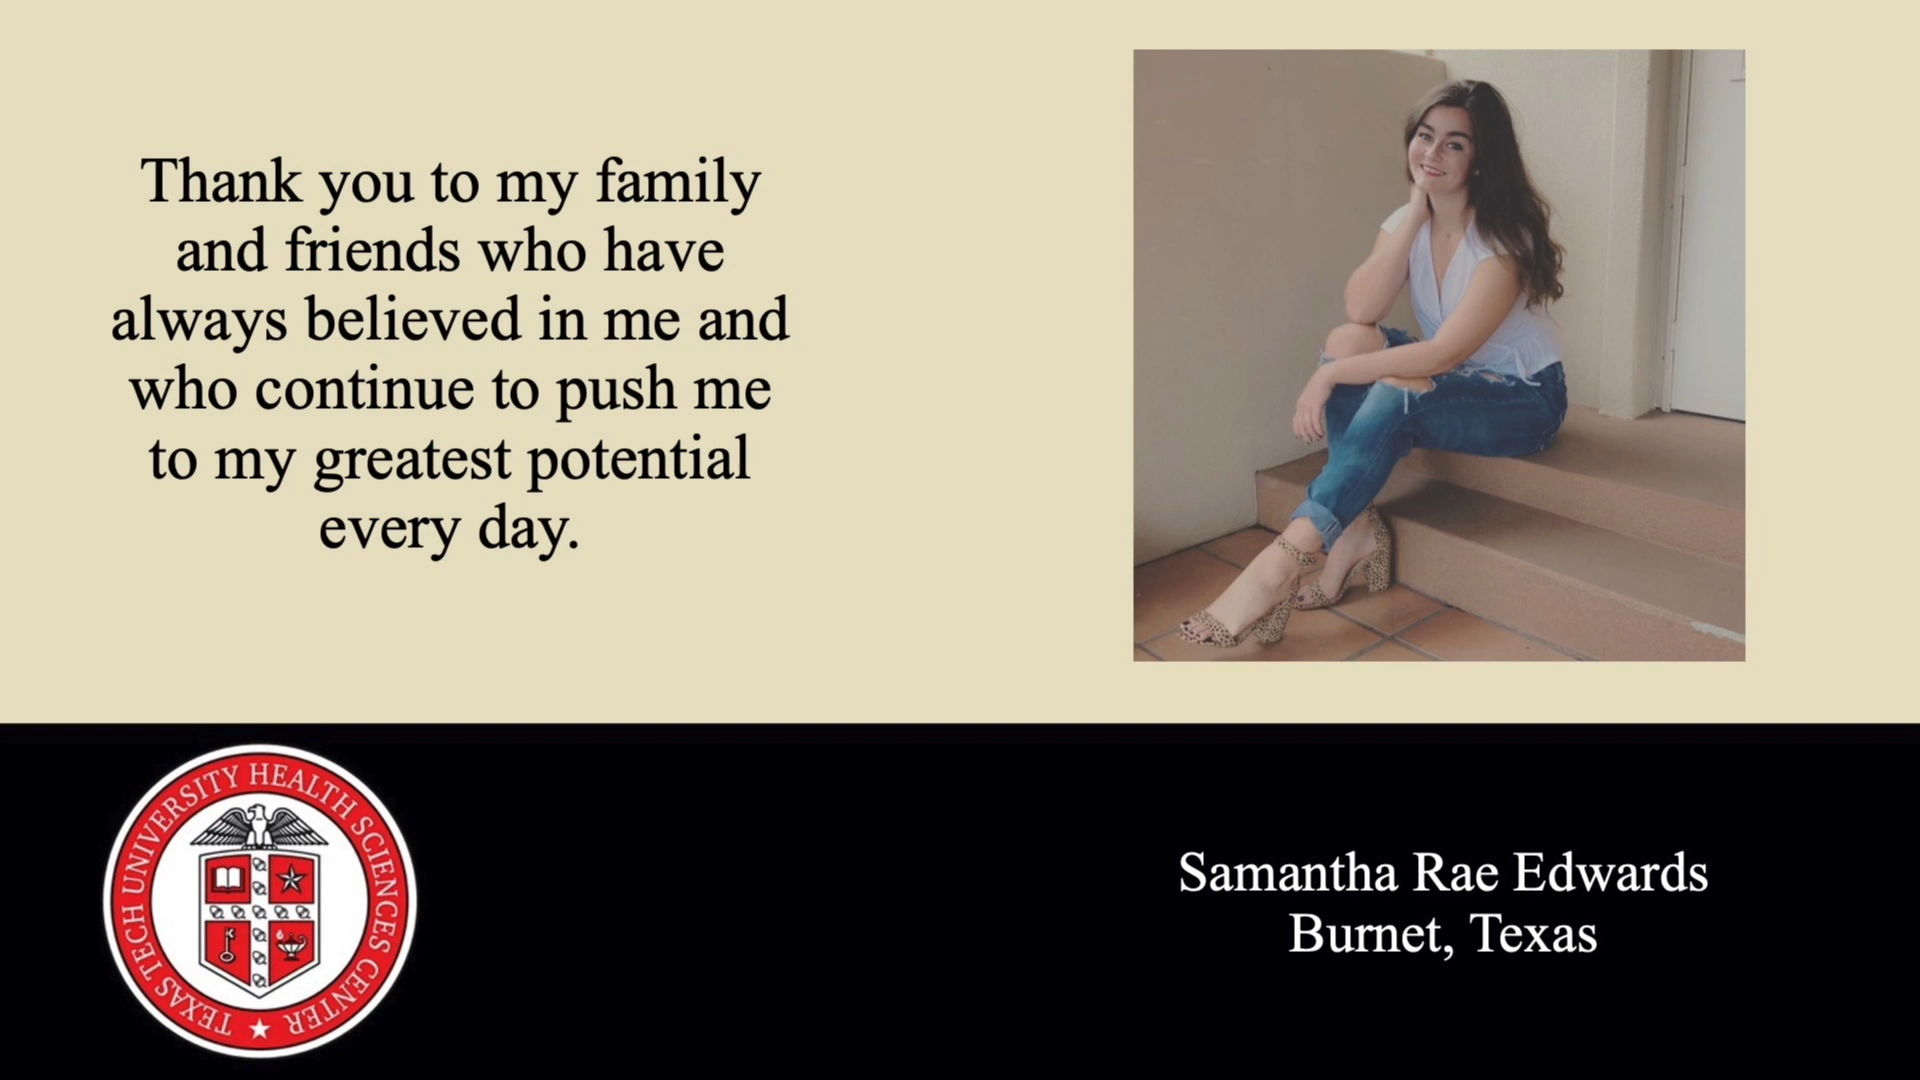 Thank you to my family
and friends who have
always believed in me and
who continue to push me
to my greatest potential
every day.
TEXAS TECH UNIVERSITY HEALTH SCIENCES CENTER
Samantha Rae Edwards
Burnet, Texas